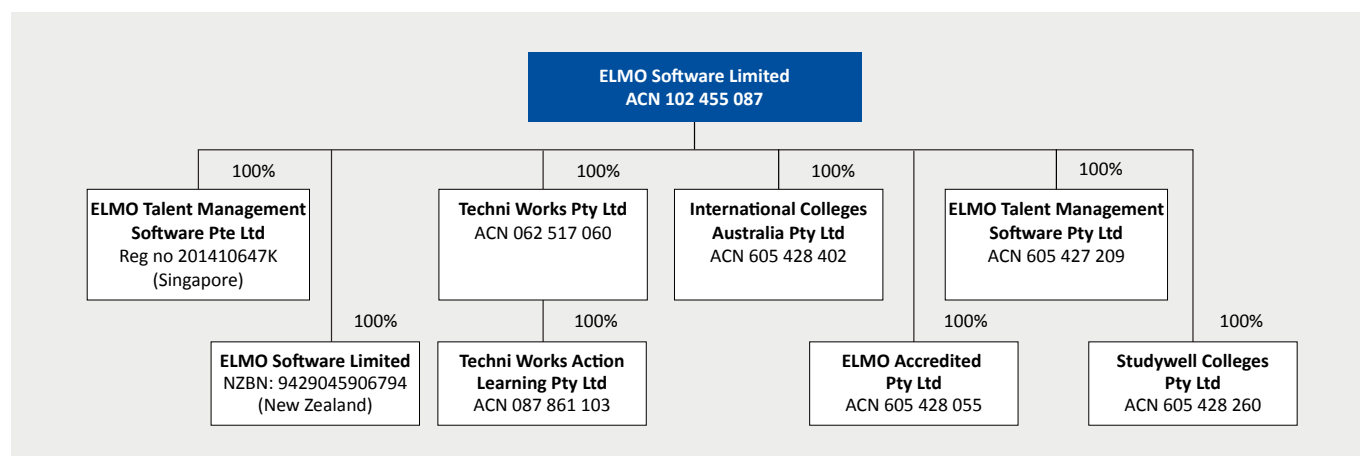 ELMO Software Limited
ACN 102 455 087
100%
ELMO Talent Management
Software Pte Ltd
Reg no 201410647K
(Singapore)
100%
Techni Works Pty Ltd
ACN 062 517 060
100%
International Colleges
Australia Pty Ltd
ACN 605 428 402
100%
ELMO Talent Management
Software Pty Ltd
ACN 605 427 209
100%
ELMO Software Limited
NZBN: 9429045906794
(New Zealand)
100%
Techni Works Action
Learning Pty Ltd
ACN 087 861 103
100%
ELMO Accredited
Pty Ltd
ACN 605 428 055
100%
Studywell Colleges
Pty Ltd
ACN 605 428 260